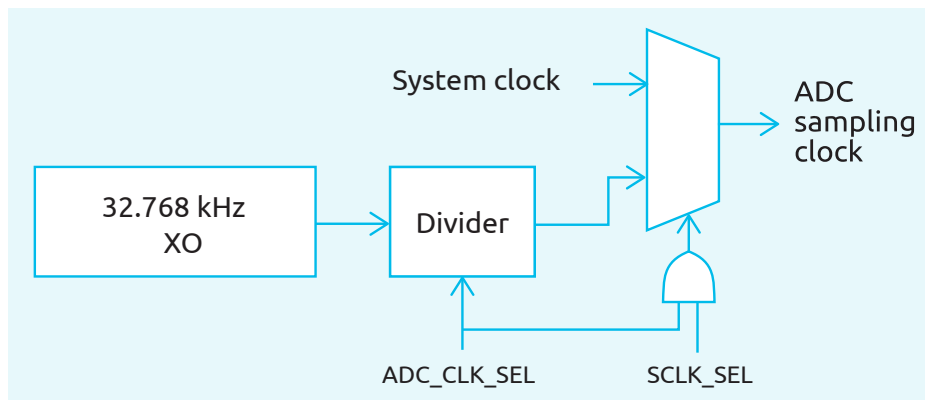 System clock
ADC
sampling
clock
32.768 kHz
XO
Divider
ADC_CLK_SEL
SCLK_SEL